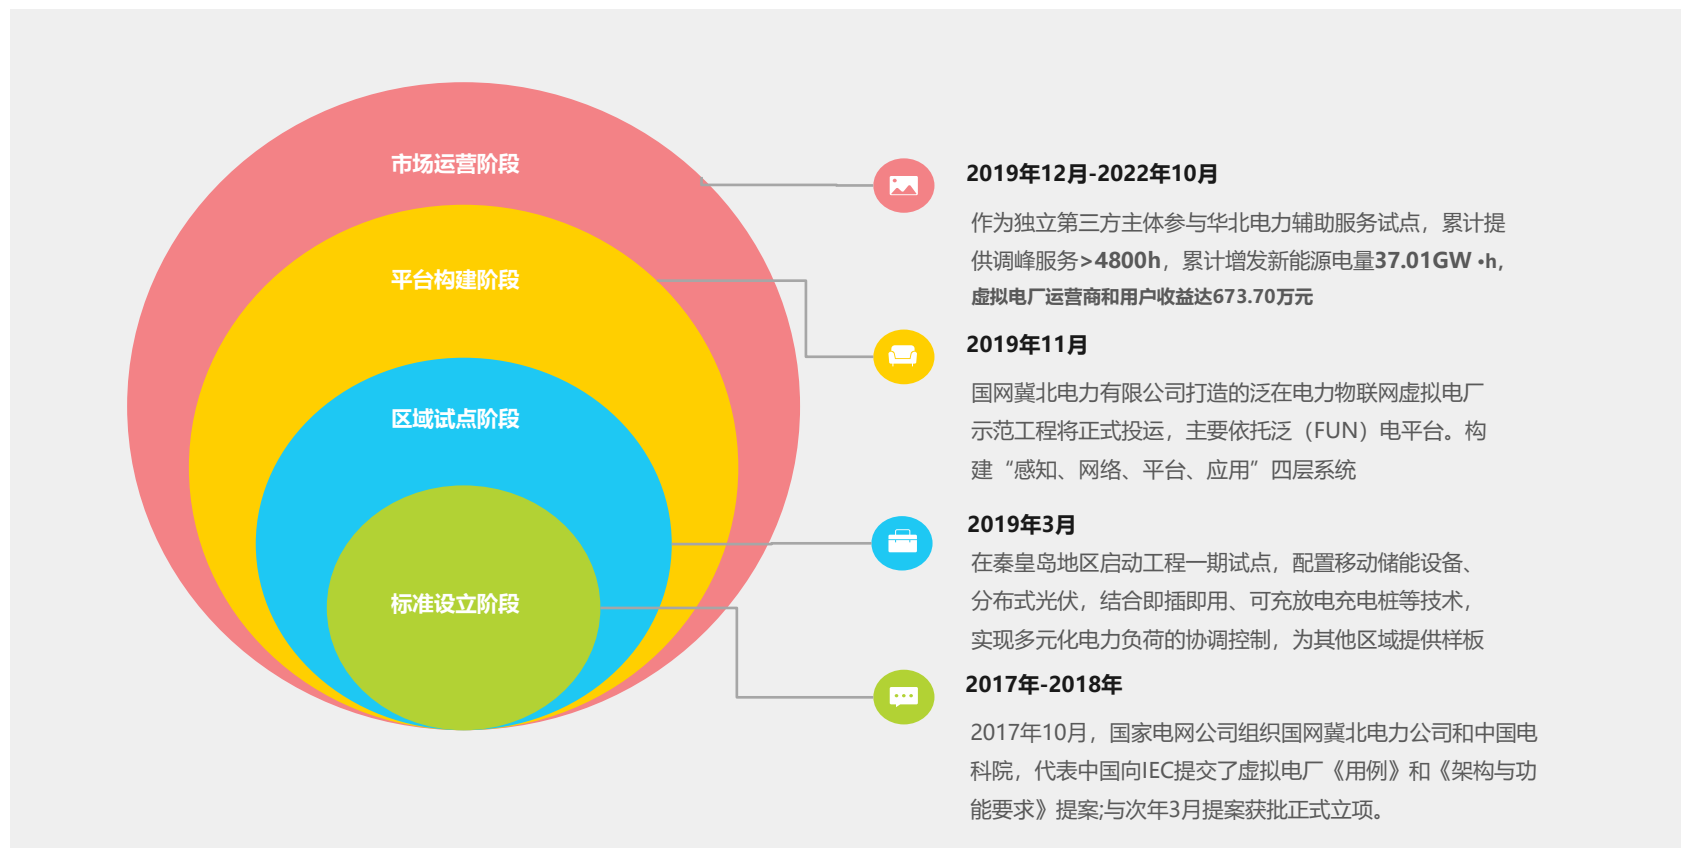 市场运营阶段
平台构建阶段
区域试点阶段
标准设立阶段
2019年12月-2022年10月
作为独立第三方主体参与华北电力辅助服务试点，累计提
供调峰服务>4800h，累计增发新能源电量37.01GW •h，
虚拟电厂运营商和用户收益达673.70万元
2019年11月
国网冀北电力有限公司打造的泛在电力物联网虚拟电厂
示范工程将正式投运，主要依托泛（FUN）电平台。构
建“感知、网络、平台、应用”四层系统
2019年3月
在秦皇岛地区启动工程一期试点，配置移动储能设备、
分布式光伏，结合即插即用、可充放电充电桩等技术，
实现多元化电力负荷的协调控制，为其他区域提供样板
2017年-2018年
2017年10月，国家电网公司组织国网冀北电力公司和中国电
科院，代表中国向IEC提交了虚拟电厂《用例》和《架构与功
能要求》提案;与次年3月提案获批正式立项。